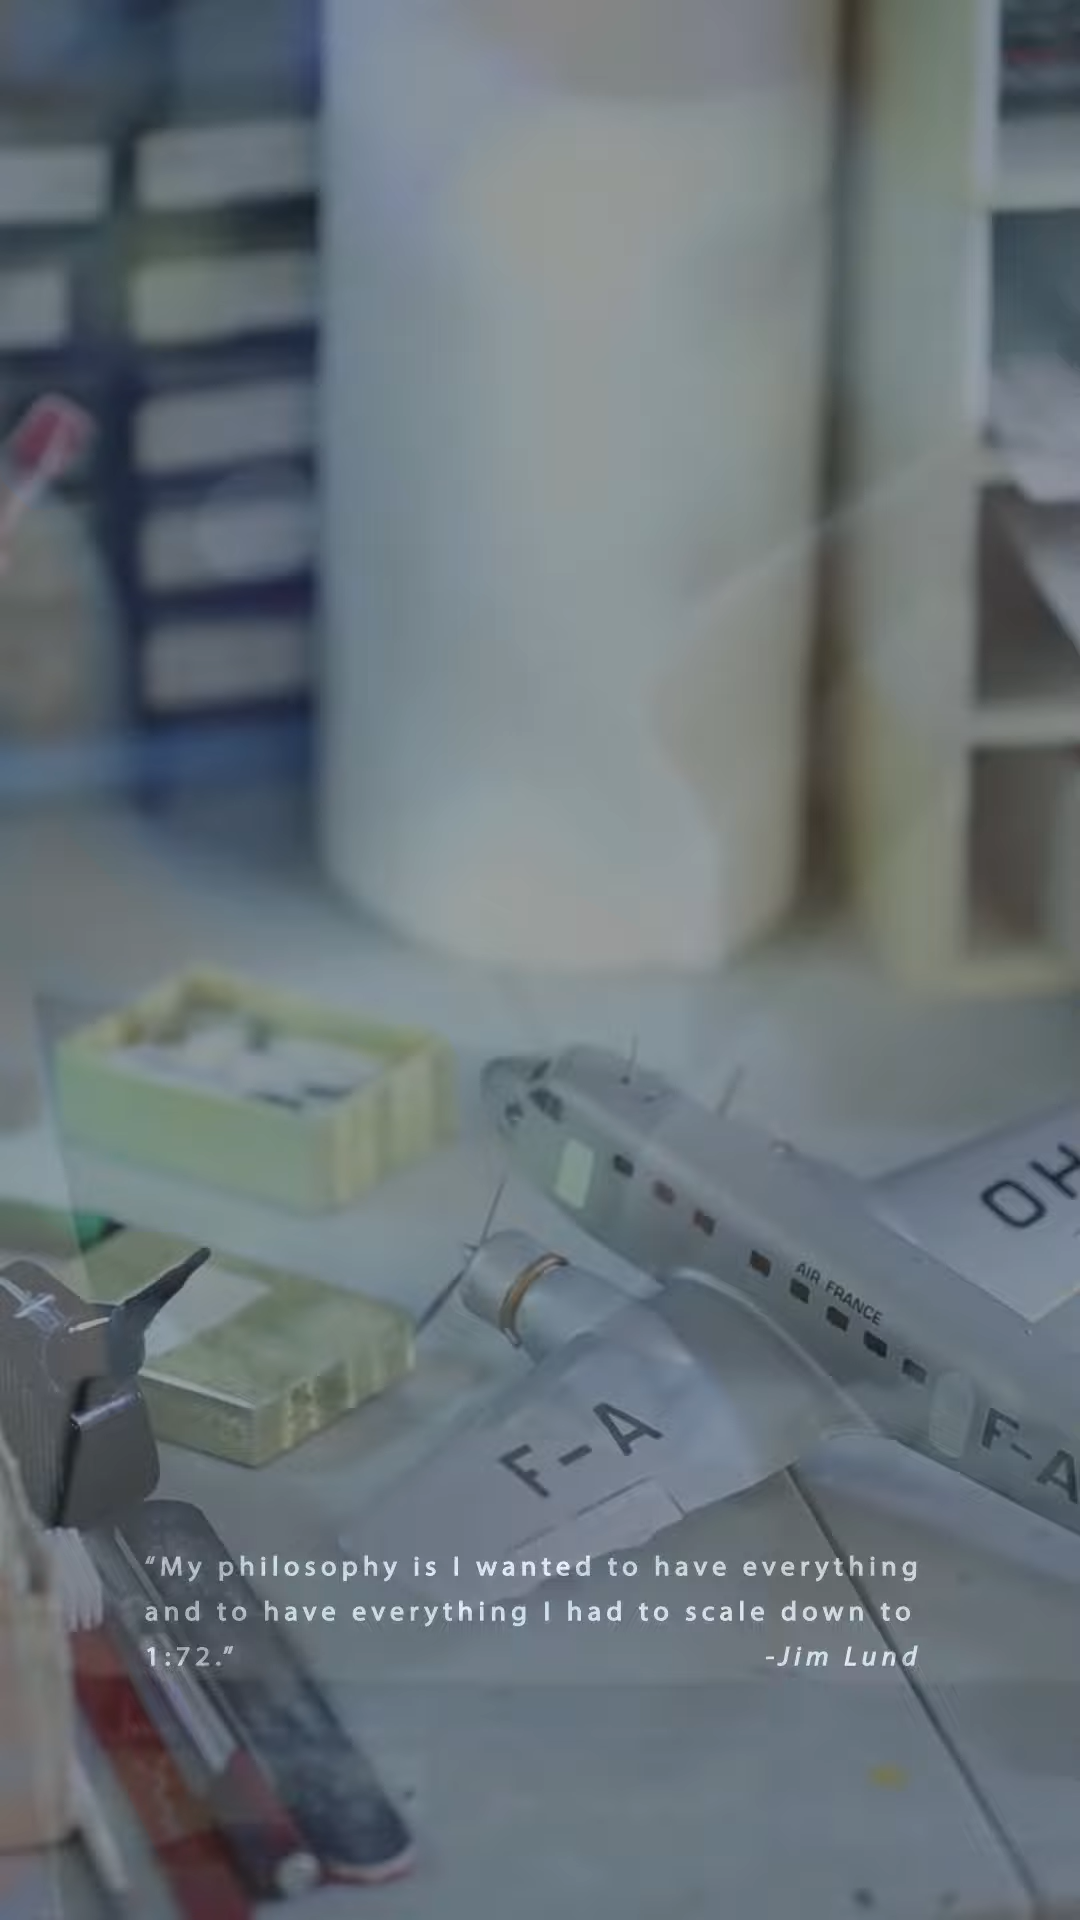 OH
AIR FRANCE
F-A
F-A
“My philosophy is I wanted to have everything
and to have everything I had to scale down to
1:72.” -Jim Lund